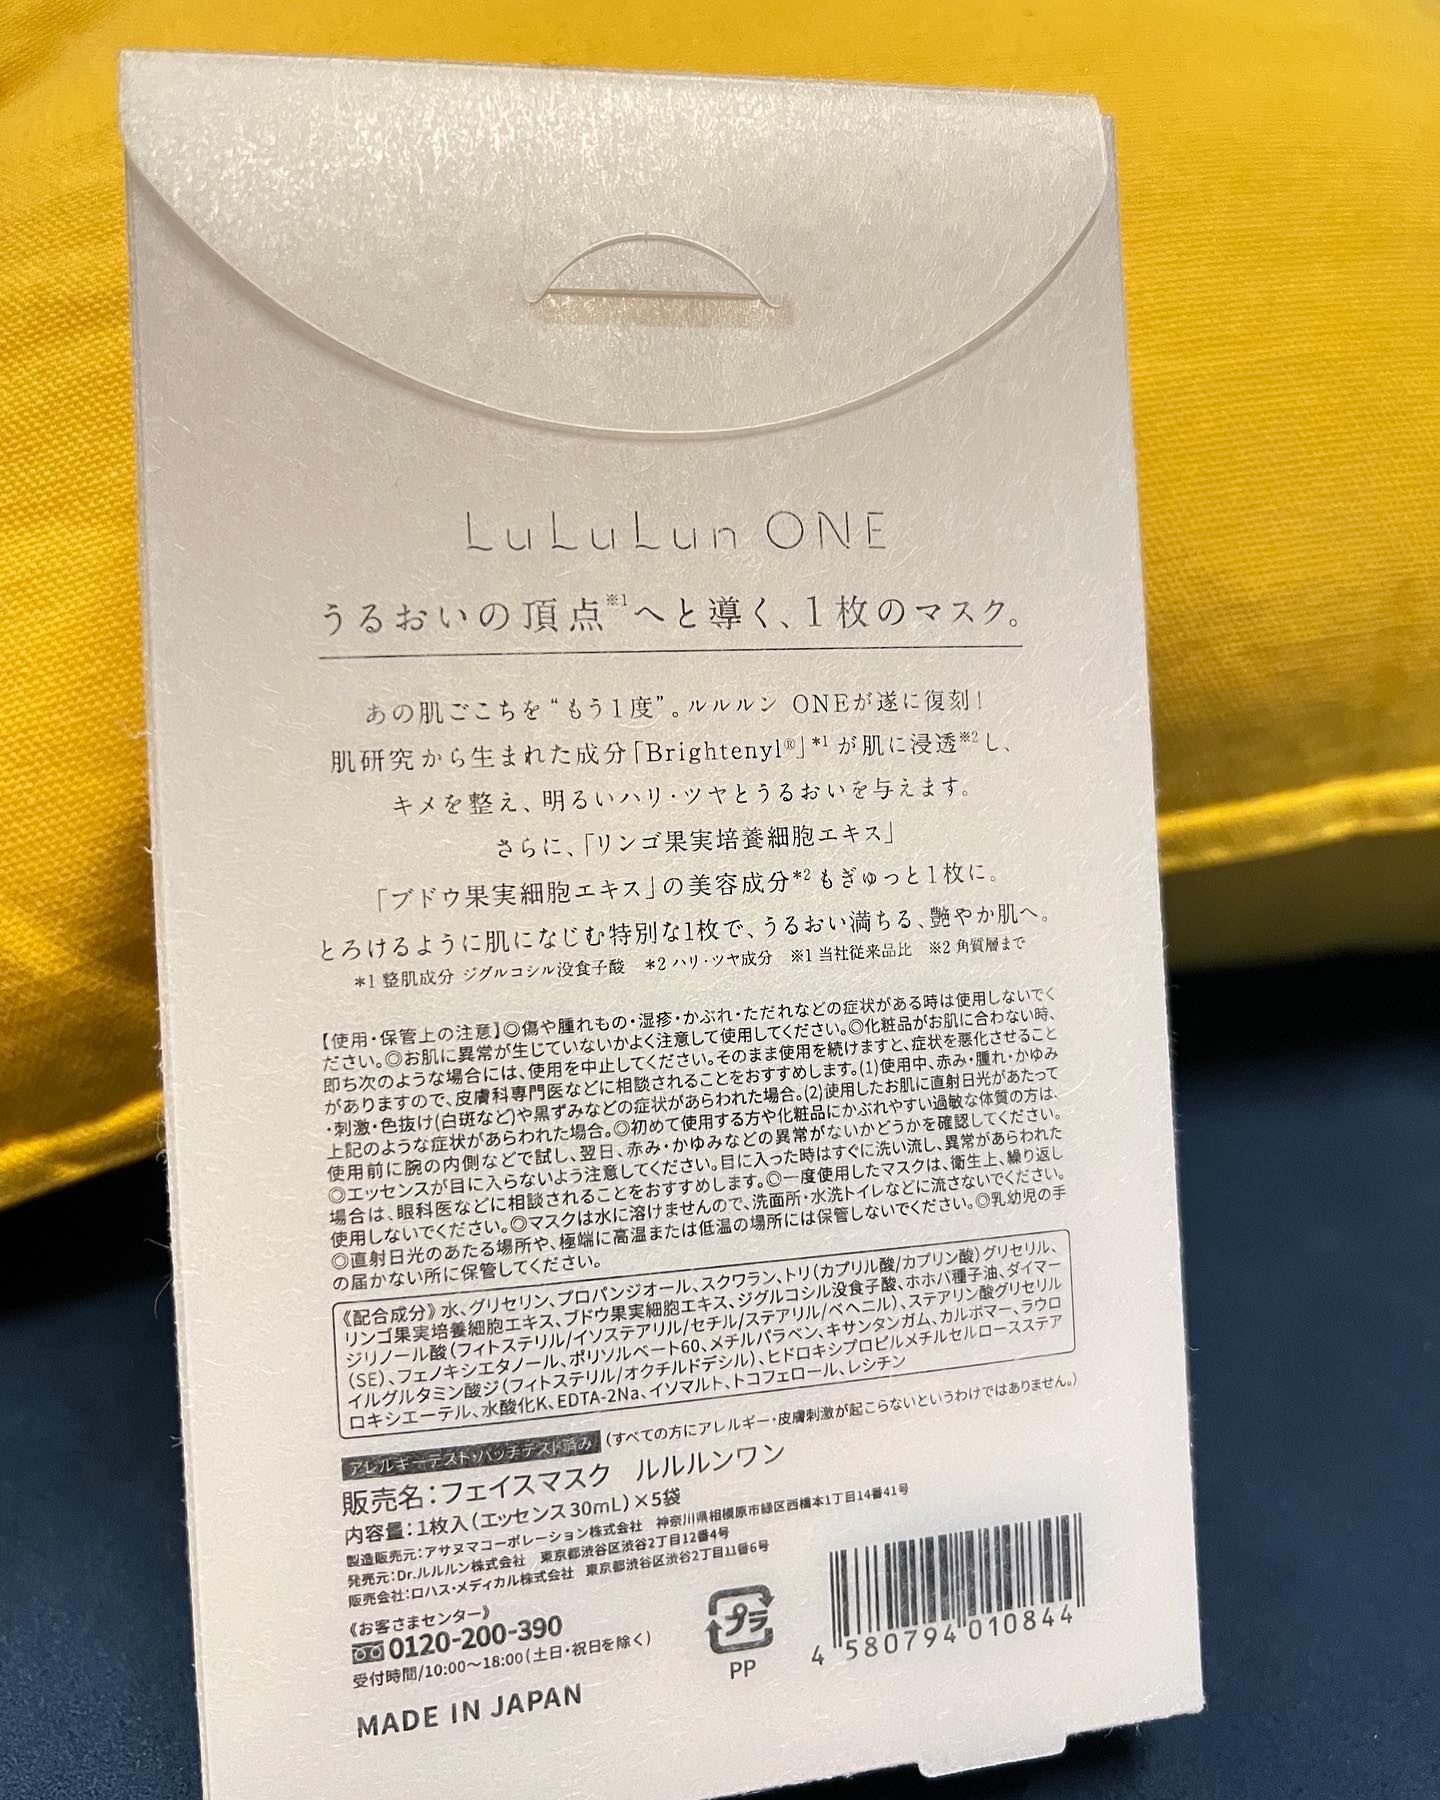 LuLuLun ONE
うるおいの頂点※1へと導く、1枚のマスク。
あの肌ごこちを“もう1度”。ルルルン ONEが遂に復刻！
肌研究から生まれた成分「Brightenyl®」*1が肌に浸透※2し、
キメを整え、明るいハリ・ツヤとうるおいを与えます。
さらに、「リンゴ果実培養細胞エキス」
「ブドウ果実細胞エキス」の美容成分*2もぎゅっと1枚に。
とろけるように肌になじむ特別な1枚で、うるおい満ちる、艶やか肌へ。
*1 整肌成分 ジグルコシル没食子酸 *2 ハリ・ツヤ成分 ※1 当社従来品比 ※2 角質層まで
【使用・保管上の注意】◎傷や腫れもの・湿疹・かぶれ・ただれなどの症状がある時は使用しないでく
ださい。◎お肌に異常が生じていないかよく注意して使用してください。◎化粧品がお肌に合わない時、
即ち次のような場合には、使用を中止してください。そのまま使用を続けますと、症状を悪化させること
がありますので、皮膚科専門医などに相談されることをおすすめします。(1)使用中、赤み・腫れ・かゆみ
・刺激・色抜け(白斑など)や黒ずみなどの症状があらわれた場合。(2)使用したお肌に直射日光があたって
上記のような症状があらわれた場合。◎初めて使用する方や化粧品にかぶれやすい過敏な体質の方は、
使用前に腕の内側などで試し、翌日、赤み・かゆみなどの異常がないかどうかを確認してください。
◎エッセンスが目に入らないよう注意してください。目に入った時はすぐに洗い流し、異常があらわれた
場合は、眼科医などに相談されることをおすすめします。◎一度使用したマスクは、衛生上、繰り返し
使用しないでください。◎マスクは水に溶けませんので、洗面所・水洗トイレなどに流さないでください。
◎直射日光のあたる場所や、極端に高温または低温の場所には保管しないでください。◎乳幼児の手
の届かない所に保管してください。
《配合成分》水、グリセリン、プロパンジオール、スクワラン、トリ(カプリル酸/カプリン酸)グリセリル、
リンゴ果実培養細胞エキス、ブドウ果実細胞エキス、ジグルコシル没食子酸、ホホバ種子油、ダイマー
ジリノール酸(フィトステリル/イソステアリル/セチル/ステアリル/ベヘニル)、ステアリン酸グリセリル
(SE)、フェノキシエタノール、ポリソルベート60、メチルパラベン、キサンタンガム、カルボマー、ラウロ
イルグルタミン酸ジ(フィトステリル/オクチルドデシル)、ヒドロキシプロピルメチルセルロースステア
ロキシエーテル、水酸化K、EDTA-2Na、イソマルト、トコフェロール、レシチン
アレルギーテスト・パッチテスト済み (すべての方にアレルギー・皮膚刺激が起こらないというわけではありません。)
販売名：フェイスマスク ルルルンワン
内容量：1枚入(エッセンス30mL)×5袋
製造販売元：アサヌマコーポレーション株式会社 神奈川県相模原市緑区西橋本1丁目14番41号
発売元：Dr.ルルルン株式会社 東京都渋谷区渋谷2丁目12番4号
販売会社：ロハス・メディカル株式会社 東京都渋谷区渋谷2丁目11番6号
《お客さまセンター》
0120-200-390
受付時間/10:00～18:00(土日・祝日を除く)
MADE IN JAPAN
プラ
PP
4 580794 010844